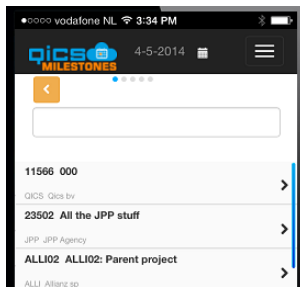 vodafone NL 3:34 PM
QICS 4-5-2014
MILESTONES
11566 000
QICS Qics bv
23502 All the JPP stuff
JPP JPP Agency
ALLI02 ALLI02: Parent project
ALLI Allianz sp